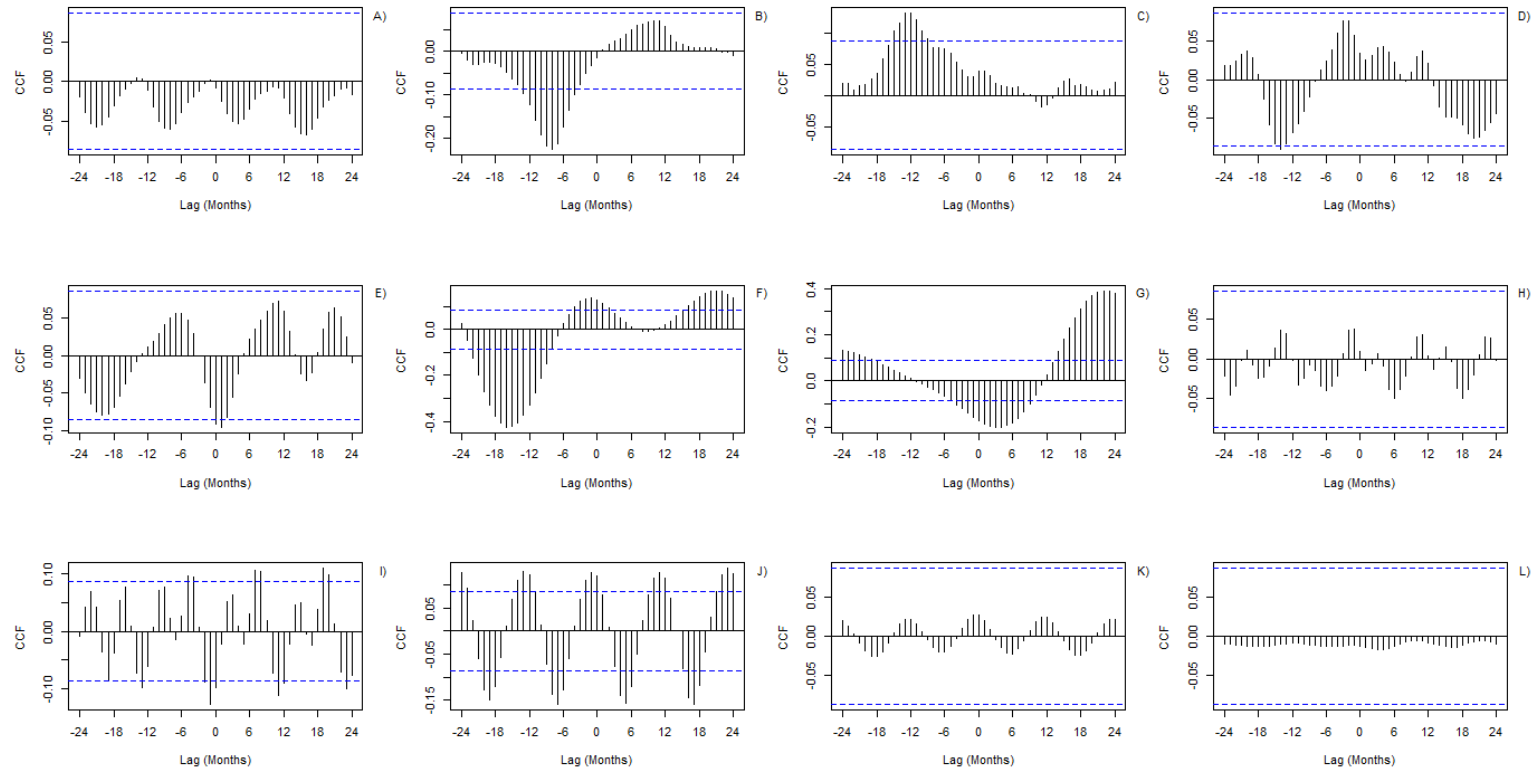 A)
CCF
0.05
0.00
-0.05
-24 -18 -12 -6 0 6 12 18 24
Lag (Months)
B)
CCF
0.00
-0.10
-0.20
-24 -18 -12 -6 0 6 12 18 24
Lag (Months)
C)
CCF
0.05
-0.05
-24 -18 -12 -6 0 6 12 18 24
Lag (Months)
D)
CCF
0.05
0.00
-0.05
-24 -18 -12 -6 0 6 12 18 24
Lag (Months)
E)
CCF
0.05
0.00
-0.05
-0.10
-24 -18 -12 -6 0 6 12 18 24
Lag (Months)
F)
CCF
0.0
-0.2
-0.4
-24 -18 -12 -6 0 6 12 18 24
Lag (Months)
G)
CCF
0.4
0.2
0.0
-0.2
-24 -18 -12 -6 0 6 12 18 24
Lag (Months)
H)
CCF
0.05
0.00
-0.05
-24 -18 -12 -6 0 6 12 18 24
Lag (Months)
I)
CCF
0.10
0.00
-0.10
-24 -18 -12 -6 0 6 12 18 24
Lag (Months)
J)
CCF
0.05
-0.05
-0.15
-24 -18 -12 -6 0 6 12 18 24
Lag (Months)
K)
CCF
0.05
0.00
-0.05
-24 -18 -12 -6 0 6 12 18 24
Lag (Months)
L)
CCF
0.05
0.00
-0.05
-24 -18 -12 -6 0 6 12 18 24
Lag (Months)